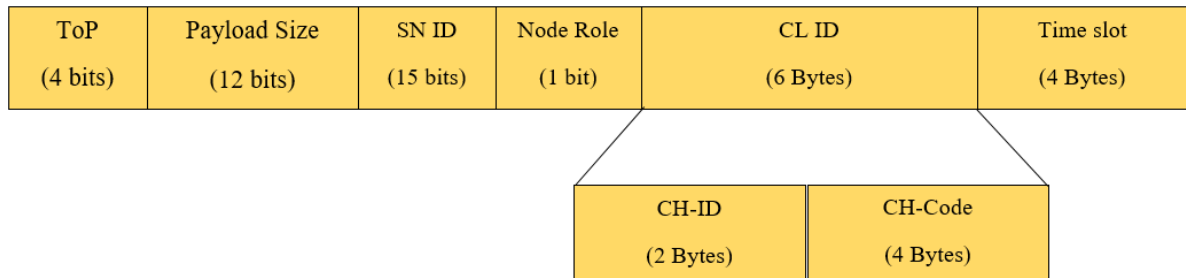 ToP Payload Size SN ID Node Role CL ID Time slot
(4 bits) (12 bits) (15 bits) (1 bit) (6 Bytes) (4 Bytes)
CH-ID CH-Code
(2 Bytes) (4 Bytes)